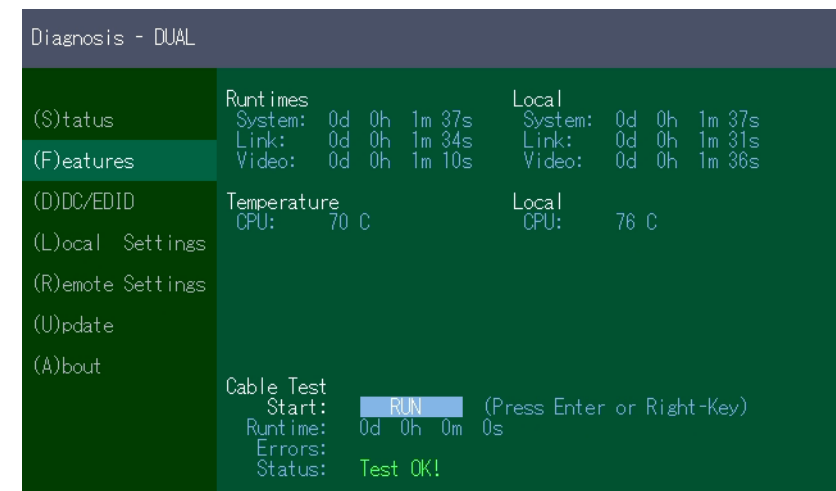 Diagnosis - DUAL
(S)tatus
(F)eatures
(D)DC/EDID
(L)ocal Settings
(R)emote Settings
(U)pdate
(A)bout
Runtimes Local
System: 0d 0h 1m 37s System: 0d 0h 1m 37s
Link: 0d 0h 1m 34s Link: 0d 0h 1m 31s
Video: 0d 0h 1m 10s Video: 0d 0h 1m 36s
Temperature Local
CPU: 70 C CPU: 76 C
Cable Test
Start: RUN (Press Enter or Right-Key)
Runtime: 0d 0h 0m 0s
Errors:
Status: Test OK!